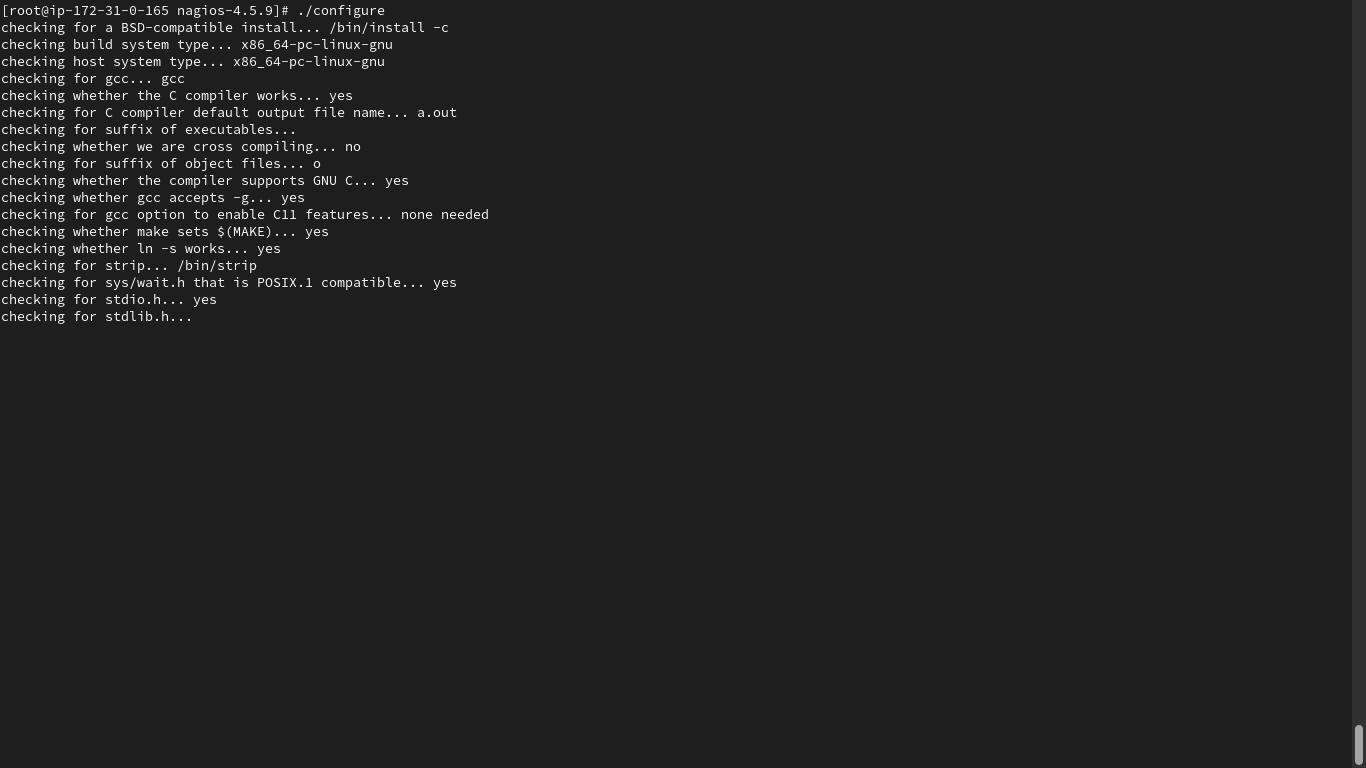 [root@ip-172-31-0-165 nagios-4.5.9]# ./configure
checking for a BSD-compatible install... /bin/install -c
checking build system type... x86_64-pc-linux-gnu
checking host system type... x86_64-pc-linux-gnu
checking for gcc... gcc
checking whether the C compiler works... yes
checking for C compiler default output file name... a.out
checking for suffix of executables...
checking whether we are cross compiling... no
checking for suffix of object files... o
checking whether the compiler supports GNU C... yes
checking whether gcc accepts -g... yes
checking for gcc option to enable C11 features... none needed
checking whether make sets $(MAKE)... yes
checking whether ln -s works... yes
checking for strip... /bin/strip
checking for sys/wait.h that is POSIX.1 compatible... yes
checking for stdio.h... yes
checking for stdlib.h...